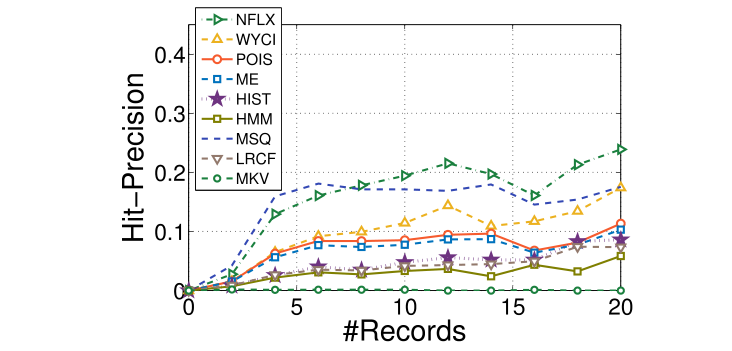 NFLX
WYCI
POIS
ME
HIST
HMM
MSQ
LRCF
MKV
0.4
0.3
0.2
0.1
0
Hit-Precision
0 5 10 15 20
#Records